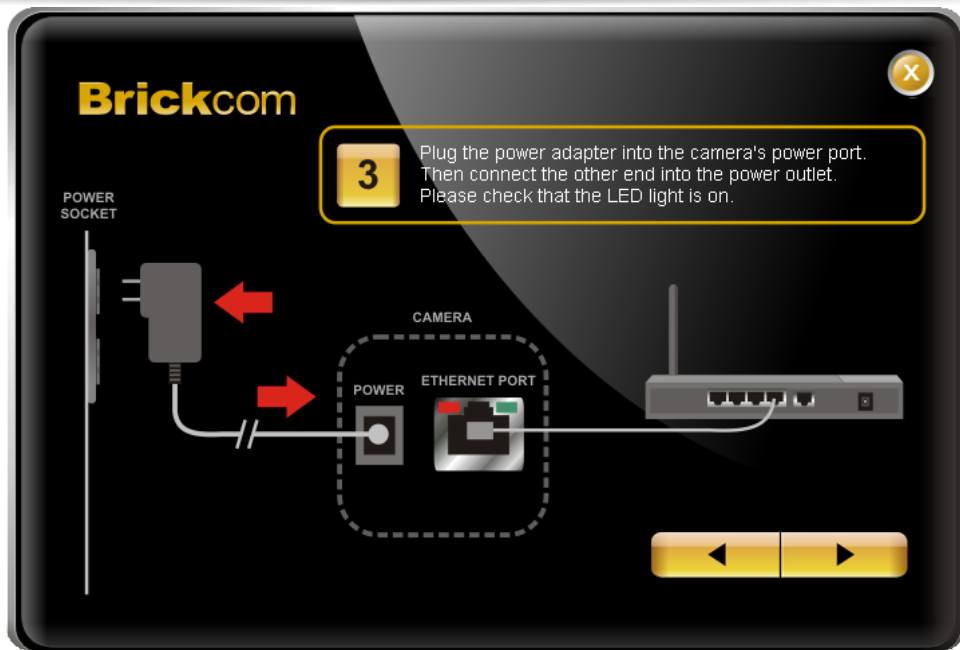 Brickcom
X
3
Plug the power adapter into the camera's power port.
Then connect the other end into the power outlet.
Please check that the LED light is on.
POWER
SOCKET
CAMERA
POWER
ETHERNET PORT